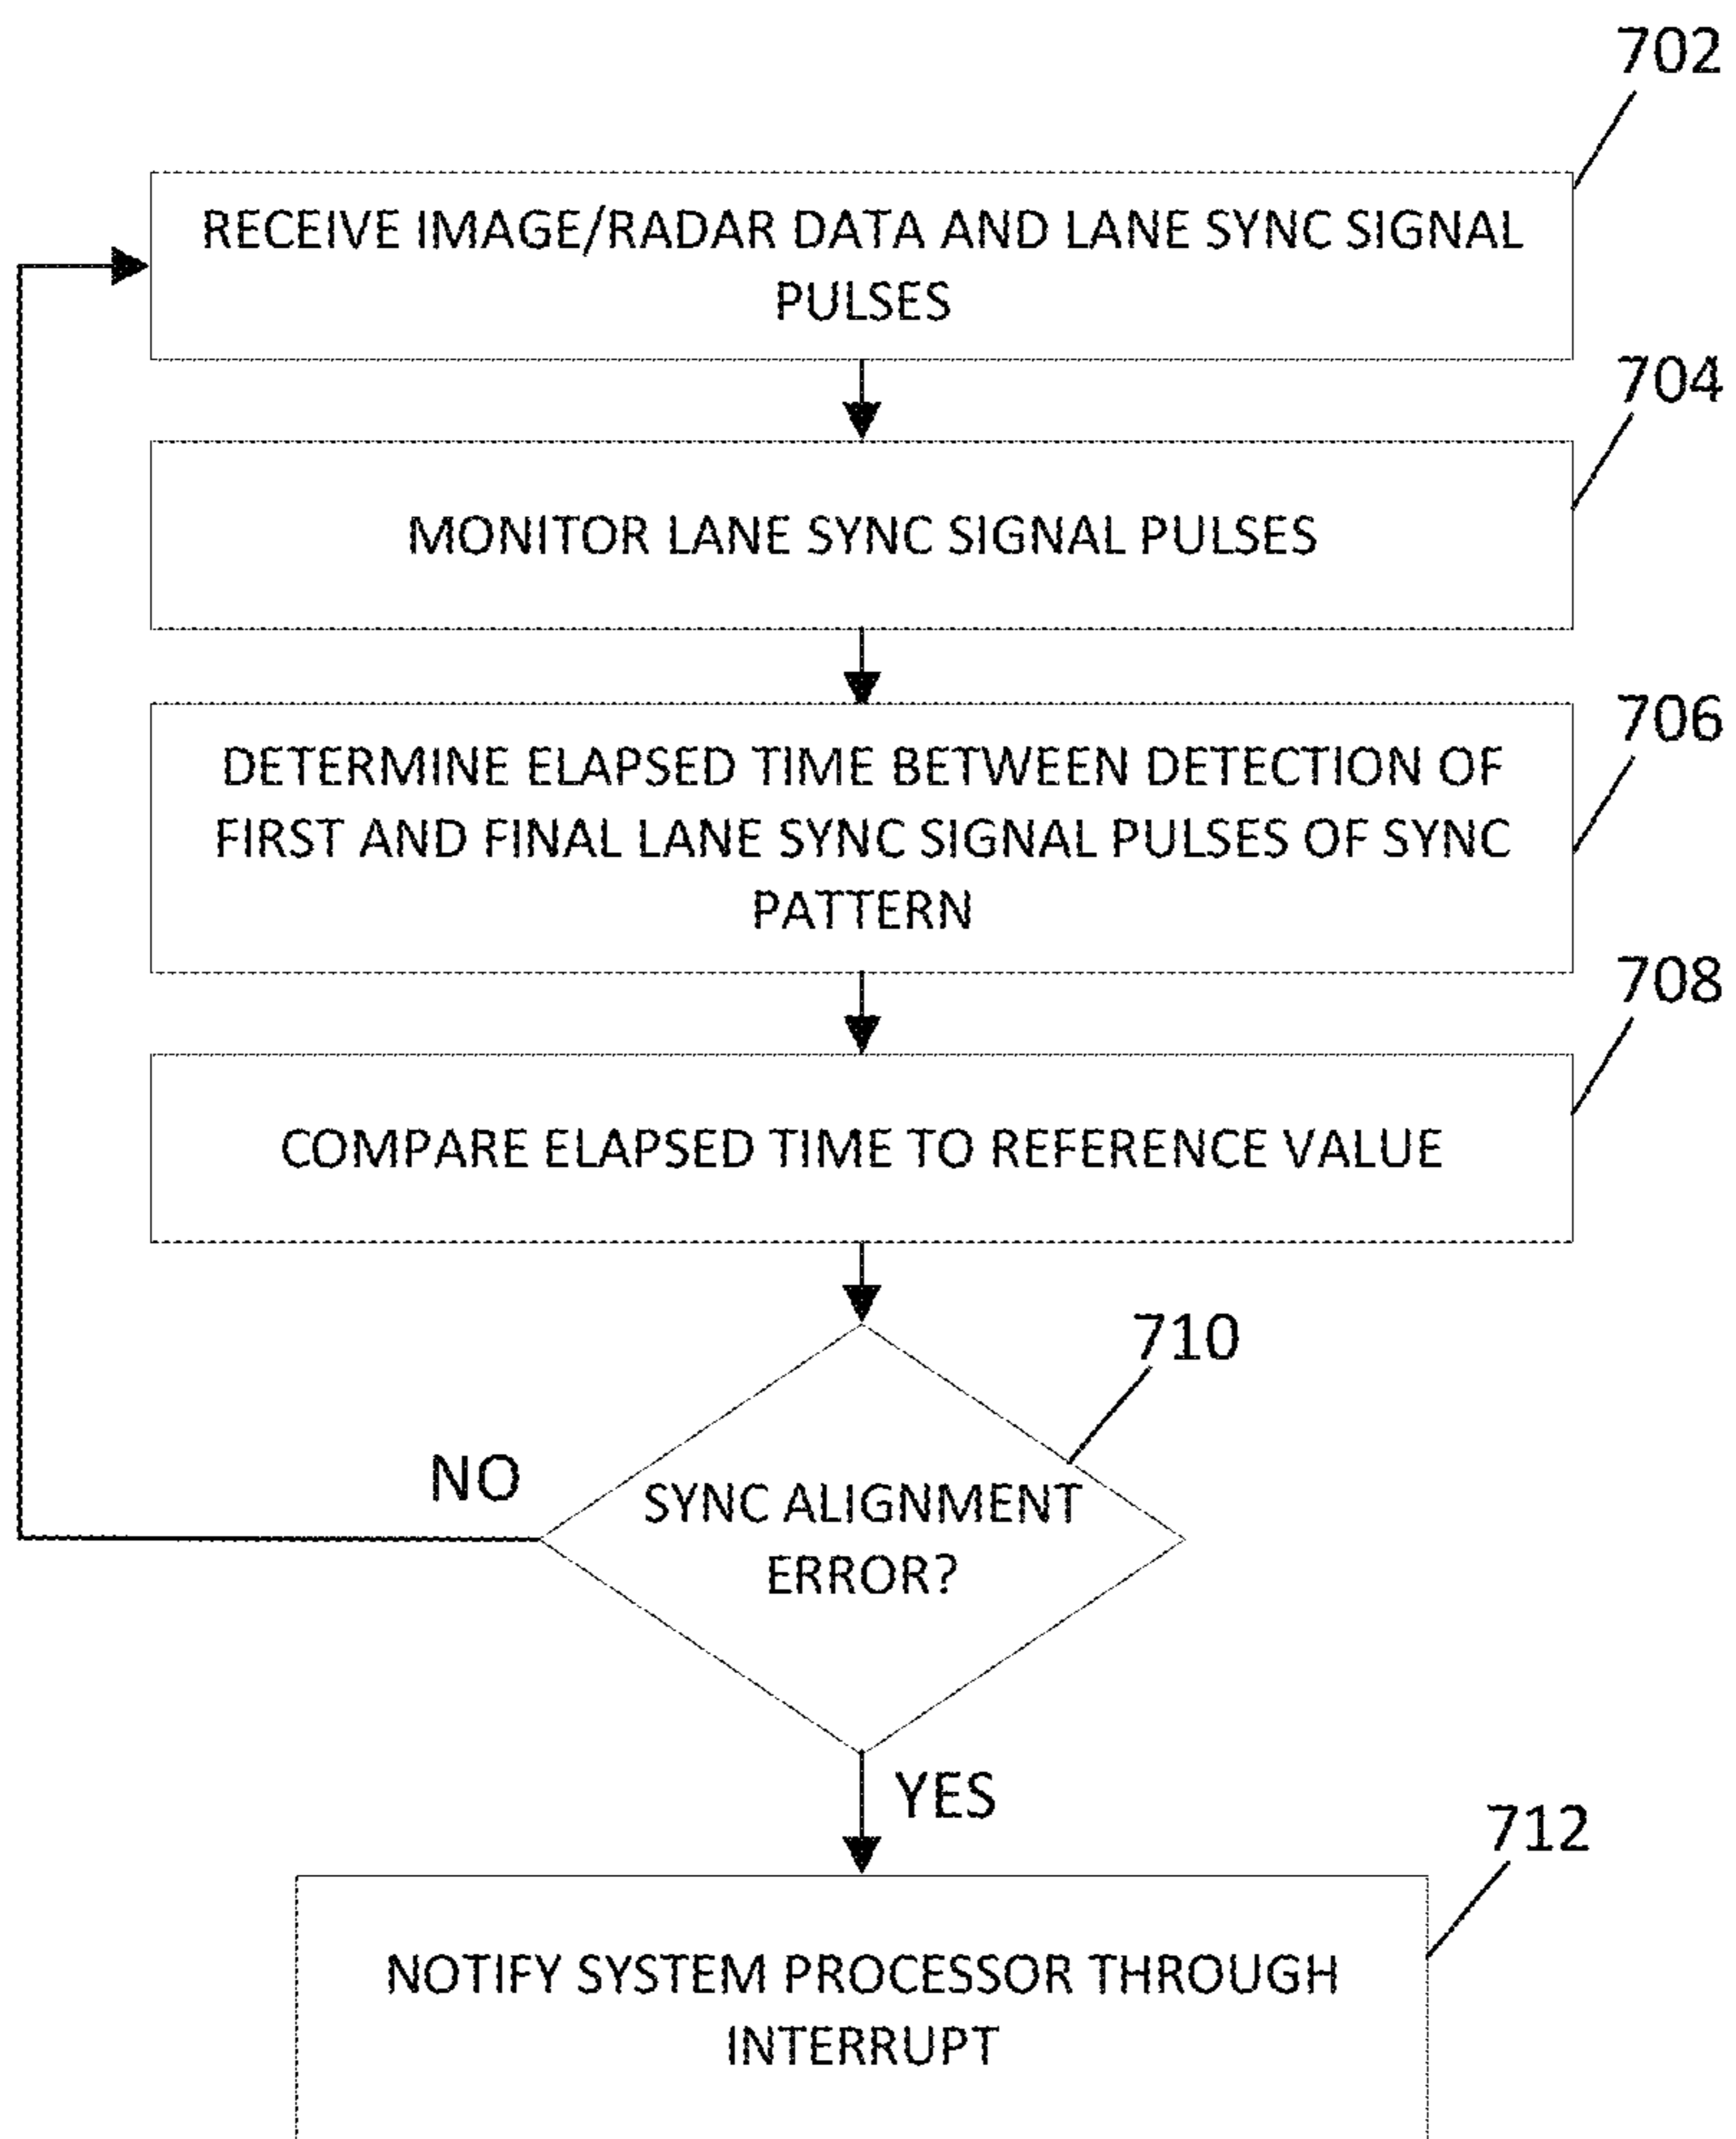 702
RECEIVE IMAGE/RADAR DATA AND LANE SYNC SIGNAL
PULSES
704
MONITOR LANE SYNC SIGNAL PULSES
706
DETERMINE ELAPSED TIME BETWEEN DETECTION OF
FIRST AND FINAL LANE SYNC SIGNAL PULSES OF SYNC
PATTERN
708
COMPARE ELAPSED TIME TO REFERENCE VALUE
710
NO
SYNC ALIGNMENT
ERROR?
YES
712
NOTIFY SYSTEM PROCESSOR THROUGH
INTERRUPT